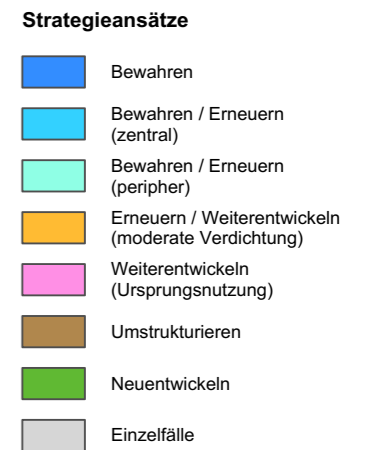 Strategieansätze
Bewahren
Bewahren / Erneuern
(zentral)
Bewahren / Erneuern
(peripher)
Erneuern / Weiterentwickeln
(moderate Verdichtung)
Weiterentwickeln
(Ursprungsnutzung)
Umstrukturieren
Neuentwickeln
Einzelfälle